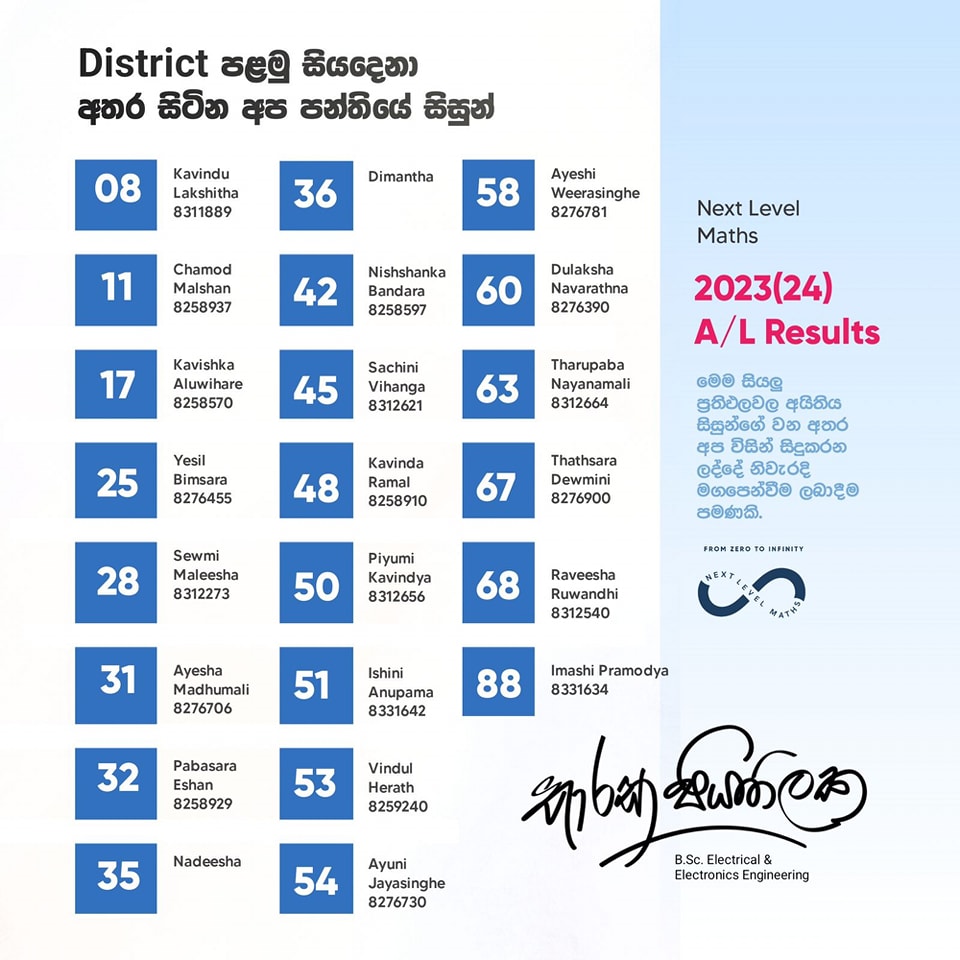 District පළමු සියදෙනා
අතර සිටින අප පන්තියේ සිසුන්
08
Kavindu
Lakshitha
8311889
11
Chamod
Malshan
8258937
17
Kavishka
Aluwihare
8258570
25
Yesil
Bimsara
8276455
28
Sewmi
Maleesha
8312273
31
Ayesha
Madhumali
8276706
32
Pabasara
Eshan
8258929
35
Nadeesha
36
Dimantha
42
Nishshanka
Bandara
8258597
45
Sachini
Vihanga
8312621
48
Kavinda
Ramal
8258910
50
Piyumi
Kavindya
8312656
51
Ishini
Anupama
8331642
53
Vindul
Herath
8259240
54
Ayuni
Jayasinghe
8276730
58
Ayeshi
Weerasinghe
8276781
60
Dulaksha
Navarathna
8276390
63
Tharupaba
Nayanamali
8312664
67
Thathsara
Dewmini
8276900
68
Raveesha
Ruwandhi
8312540
88
Imashi Pramodya
8331634
Next Level
Maths
2023(24)
A/L Results
මෙම සියලු
ප්‍රතිඵලවල අයිතිය
සිසුන්ගේ වන අතර
අප විසින් සිදුකරන
ලද්දේ නිවැරදි
මගපෙන්වීම ලබාදීම
පමණකි.
FROM ZERO TO INFINITY
NEXT LEVEL MATHS
තාරක පියතිලක
B.Sc. Electrical &
Electronics Engineering